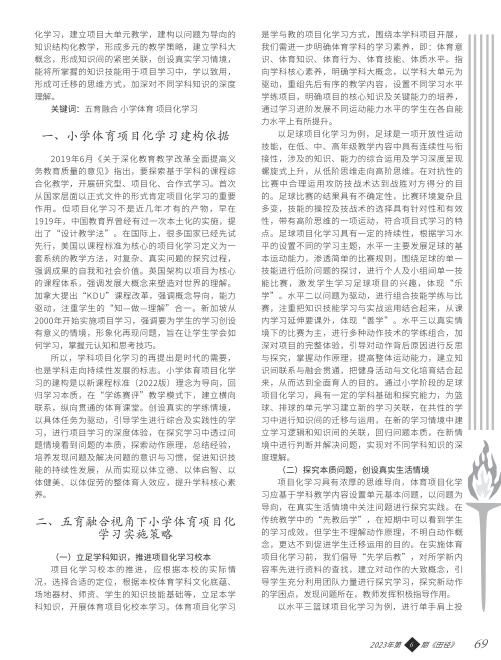 化学习，建立项目大单元教学，建构以问题为导向的
知识结构化教学，形成多元的教学策略，建立学科大
概念，形成知识间的紧密关联，创设真实学习情境，
能将所掌握的知识技能用于项目学习中，学以致用，
形成可迁移的思维方式，加深对不同学科知识的深度
理解。
关键词：五育融合 小学体育 项目化学习
一、小学体育项目化学习建构依据
2019年6月《关于深化教育教学改革全面提高义
务教育质量的意见》指出，要探索基于学科的课程综
合化教学，开展研究型、项目化、合作式学习。首次
从国家层面以正式文件的形式肯定项目化学习的重要
作用。但项目化学习不是近几年才有的产物，早在
1919年，中国教育界曾经有过一次本土化的实施，提
出了“设计教学法”。在国际上，很多国家已经先试
先行，美国以课程标准为核心的项目化学习定义为一
套系统的教学方法，对复杂、真实问题的探究过程，
强调成果的自我和社会价值。英国架构以项目为核心
的课程体系，强调发展大概念来塑造对世界的理解。
加拿大提出“KDU”课程改革，强调概念导向，能力
驱动，注重学生的“知—做—理解”合一。新加坡从
2000年开始实施项目学习，强调要为学生的学习创设
有意义的情境，形象化再现问题，旨在让学生学会如
何学习，掌握元认知和思考技巧。
所以，学科项目化学习的再提出是时代的需要，
也是学科走向持续性发展的标志。小学体育项目化学
习的建构是以新课程标准（2022版）理念为导向，回
归学习本质，在“学练赛评”教学模式下，建立横向
联系，纵向贯通的体育课堂。创设真实的学练情境，
以具体任务为驱动，引导学生进行综合及实践性的学
习，进行项目学习的深度体验，在探究学习中透过问
题情境看到问题的本质，探索动作原理，总结经验，
培养发现问题及解决问题的意识与习惯，促进知识技
能的持续性发展，从而实现以体立德、以体启智、以
体健美、以体促劳的整体育人效应，提升学科核心素
养。
二、五育融合视角下小学体育项目化
学习实施策略
（一）立足学科知识，推进项目化学习校本
项目化学习校本的推进，应根据本校的实际情
况，选择合适的定位，根据本校体育学科文化底蕴、
场地器材、师资、学生的知识技能基础等，立足本学
科知识，开展体育项目化校本学习。体育项目化学习
是学与教的项目化学习方式，围绕本学科项目开展，
我们需进一步明确体育学科的学习素养，即：体育意
识、体育知识、体育行为、体育技能、体质水平。指
向学科核心素养，明确学科大概念，以学科大单元为
驱动，重组先后有序的教学内容，设置不同学习水平
学练项目，明确项目的核心知识及关键能力的培养，
通过学习进阶发展不同运动能力水平的学生在各自能
力水平上有所提升。
以足球项目化学习为例，足球是一项开放性运动
技能，在低、中、高年级教学内容中具有连续性与衔
接性，涉及的知识、能力的综合运用及学习深度呈现
螺旋式上升，从低阶思维走向高阶思维。在对抗性的
比赛中合理运用攻防技战术达到战胜对方得分的目
的。足球比赛的结果具有不确定性，比赛环境复杂且
多变，技能的操控及技战术的选择具有针对性和有效
性，带有高阶思维的一项运动，符合项目式学习的特
点。足球项目化学习具有一定的持续性，根据学习水
平的设置不同的学习主题，水平一主要发展足球的基
本运动能力，渗透简单的比赛规则，围绕足球的单一
技能进行低阶问题的探讨，进行个人及小组间单一技
能比赛，激发学生学习足球项目的兴趣，体现“乐
学”。水平二以问题为驱动，进行组合技能学练与比
赛，注重把知识技能学习与实战运用结合起来，从课
内学习延伸要课外，体现“善学”。水平三以真实情
境下的比赛为主，进行多种动作技术的学练组合，加
深对项目的完整体验，引导对动作背后原因进行反思
与探究，掌握动作原理，提高整体运动能力，建立知
识间联系与融会贯通，把健身活动与文化培育结合起
来，从而达到全面育人的目的。通过小学阶段的足球
项目化学习，具有一定的学科基础和探究能力，为篮
球、排球的单元学习建立新的学习关联，在共性的学
习中进行知识间的迁移与运用，在新的学习情境中建
立学习逻辑和知识间的关联，回归问题本质，在新情
境中进行判断并解决问题，实现对不同学科知识的深
度理解。
（二）探究本质问题，创设真实生活情境
项目化学习具有浓厚的思维导向，体育项目化学
习应基于学科教学内容设置单元基本问题，以问题为
导向，在真实生活情境中关注问题进行探究实践。在
传统教学中的“先教后学”，在短期中可以看到学生
的学习成效，但学生不理解动作原理，不明白动作概
念，更达不到促进学生迁移运用的目的。在实施体育
项目化学习前，我们倡导“先学后教”，对所学新内
容率先进行资料的查找，建立对动作的大致概念，引
导学生充分利用团队力量进行探究学习，探究新动作
的学困点，发现问题所在，教师发挥积极指导作用。
以水平三篮球项目化学习为例，进行单手肩上投
2023年第 6 期《田径》 69